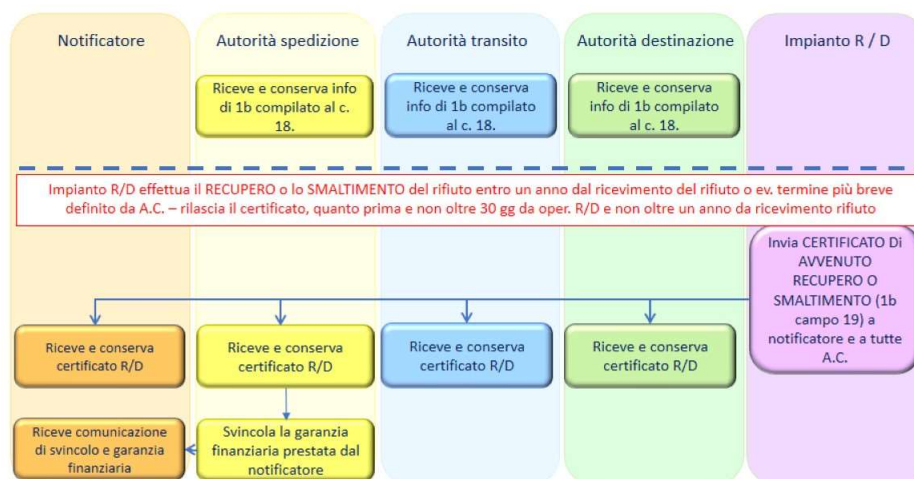 Notificatore
Autorità spedizione
Autorità transito
Autorità destinazione
Impianto R / D
Riceve e conserva info
di 1b compilato al c.
18.
Riceve e conserva
info di 1b compilato
al c. 18.
Riceve e conserva
info di 1b compilato
al c. 18.
Impianto R/D effettua il RECUPERO o lo SMALTIMENTO del rifiuto entro un anno dal ricevimento del rifiuto o ev. termine più breve
definito da A.C. – rilascia il certificato, quanto prima e non oltre 30 gg da oper. R/D e non oltre un anno da ricevimento rifiuto
Invia CERTIFICATO Di
AVVENUTO
RECUPERO O
SMALTIMENTO (1b
campo 19) a
notificatore e a tutte
A.C.
Riceve e conserva
certificato R/D
Riceve e conserva
certificato R/D
Riceve e conserva
certificato R/D
Riceve e conserva
certificato R/D
Riceve comunicazione
di svincolo e garanzia
finanziaria
Svincola la garanzia
finanziaria prestata dal
notificatore